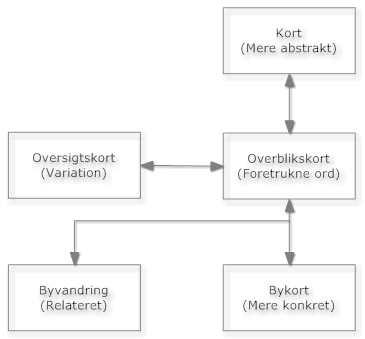 Kort
(Mere abstrakt)
Oversigtskort
(Variation)
Overblikskort
(Foretrukne ord)
Byvandring
(Relateret)
Bykort
(Mere konkret)